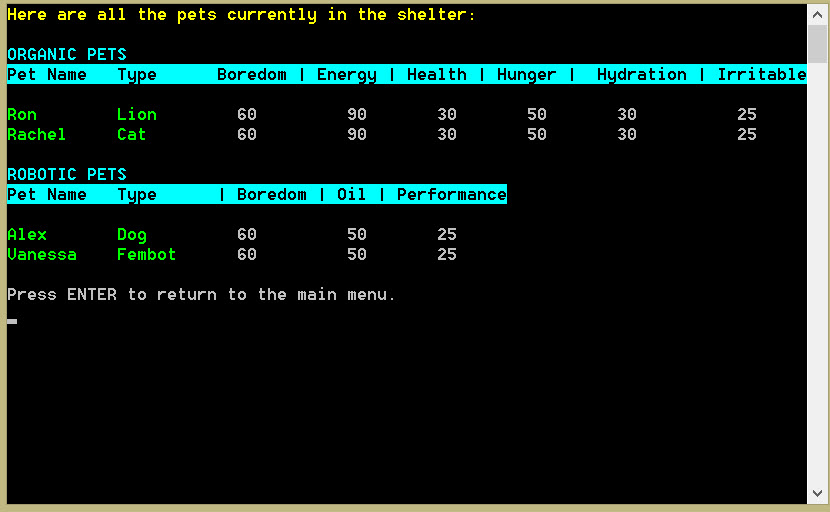 Here are all the pets currently in the shelter:
ORGANIC PETS
Pet Name Type Boredom | Energy | Health | Hunger | Hydration | Irritable
Ron Lion 60 90 30 50 30 25
Rachel Cat 60 90 30 50 30 25
ROBOTIC PETS
Pet Name Type | Boredom | Oil | Performance
Alex Dog 60 50 25
Vanessa Fembot 60 50 25
Press ENTER to return to the main menu.